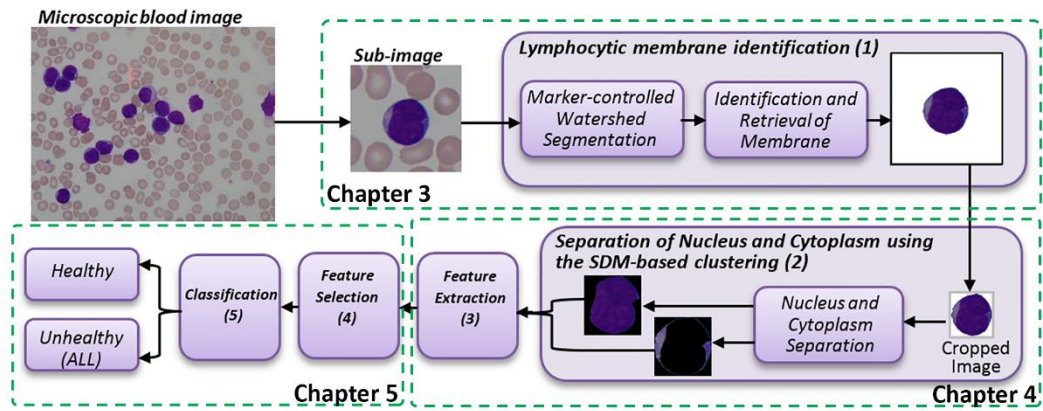 Microscopic blood image
Sub-image
Lymphocytic membrane identification (1)
Marker-controlled
Watershed
Segmentation
Identification and
Retrieval of
Membrane
Chapter 3
Separation of Nucleus and Cytoplasm using
the SDM-based clustering (2)
Nucleus and
Cytoplasm
Separation
Cropped
Image
Chapter 4
Feature
Extraction
(3)
Feature
Selection
(4)
Classification
(5)
Healthy
Unhealthy
(ALL)
Chapter 5